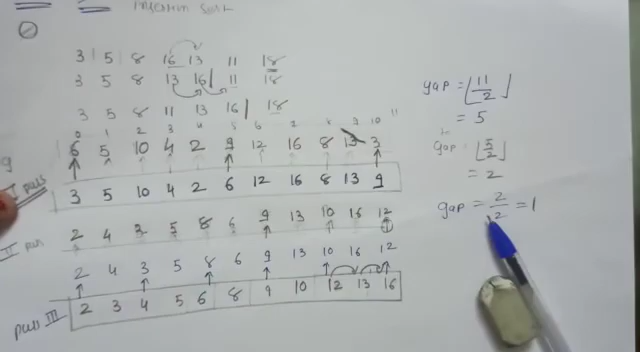 Insertion Sort
3 5 8 16 13 11 18
3 5 8 13 16 11 18
3 5 8 11 13 16 18
0 1 2 3 4 5 6 7 8 9 10 11
6 5 10 4 2 9 12 16 8 13 3
I pass 3 5 10 4 2 6 12 16 8 13 9
II pass 2 4 3 5 8 6 9 13 10 16 12
2 4 3 5 8 6 9 13 10 16 12
pass III 2 3 4 5 6 8 9 10 12 13 16
gap = ⌊11/2⌋
= 5
gap = ⌊5/2⌋
= 2
gap = 2/2 = 1